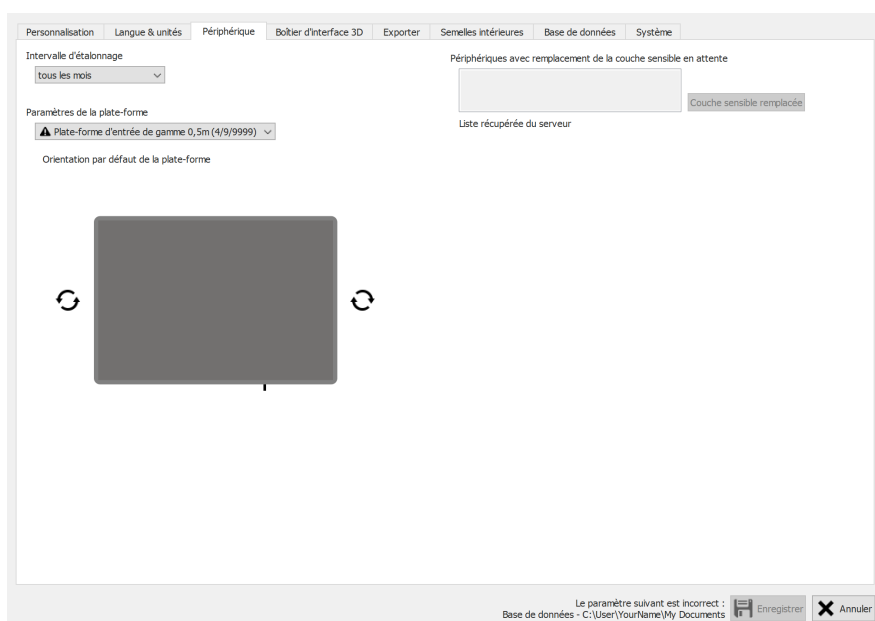 Personnalisation Langue & unités Périphérique Boîtier d'interface 3D Exporter Semelles intérieures Base de données Système
Intervalle d'étalonnage
tous les mois
Paramètres de la plate-forme
Plate-forme d'entrée de gamme 0,5m (4/9/9999)
Orientation par défaut de la plate-forme
Périphériques avec remplacement de la couche sensible en attente
Couche sensible remplacée
Liste récupérée du serveur
Le paramètre suivant est incorrect :
Base de données - C:\User\YourName\My Documents
Enregistrer
Annuler